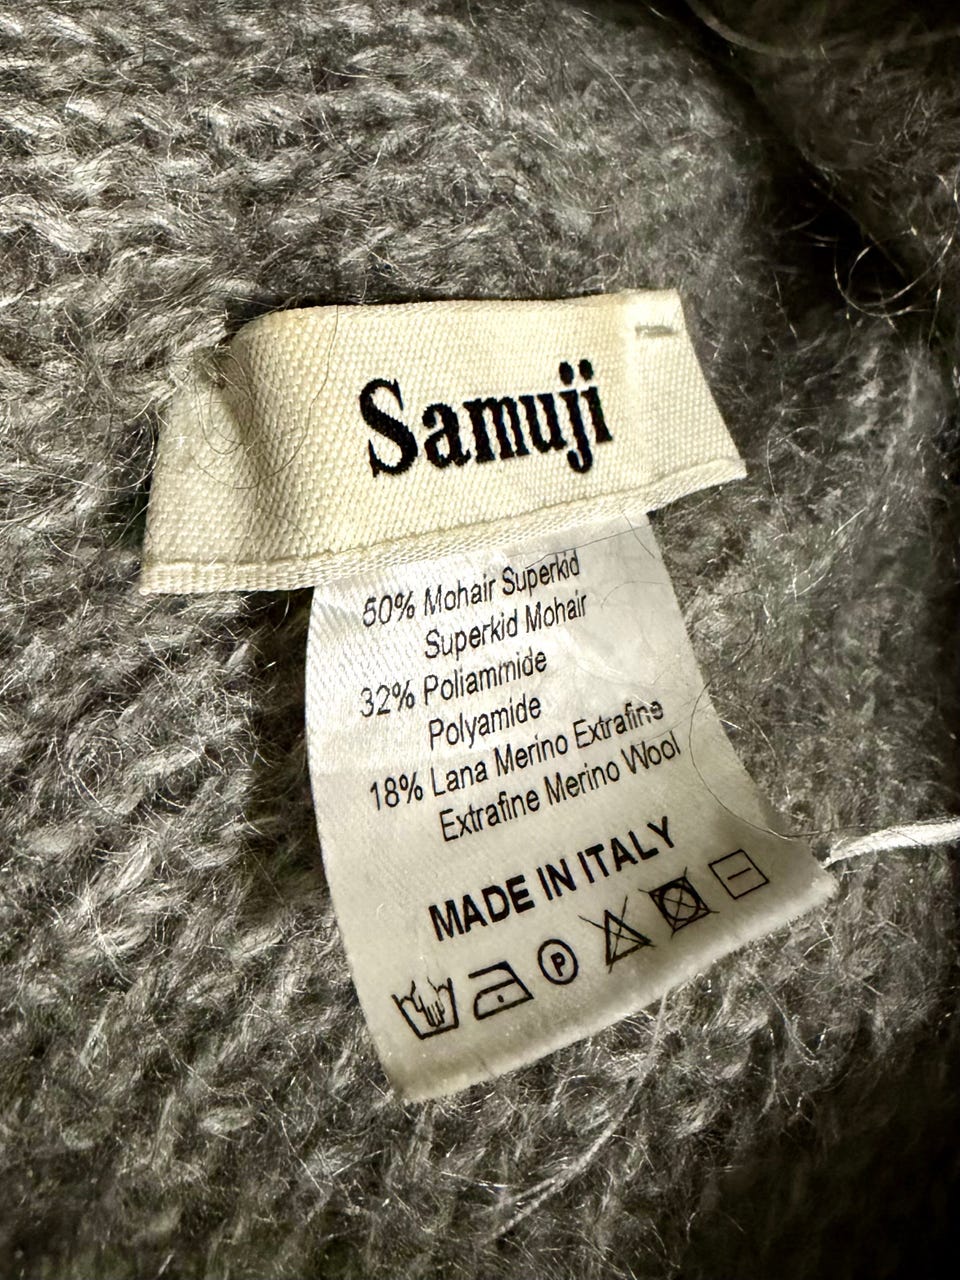 Samuji
50% Mohair Superkid
Superkid Mohair
32% Poliammide
Polyamide
18% Lana Merino Extrafine
Extrafine Merino Wool
MADE IN ITALY
P